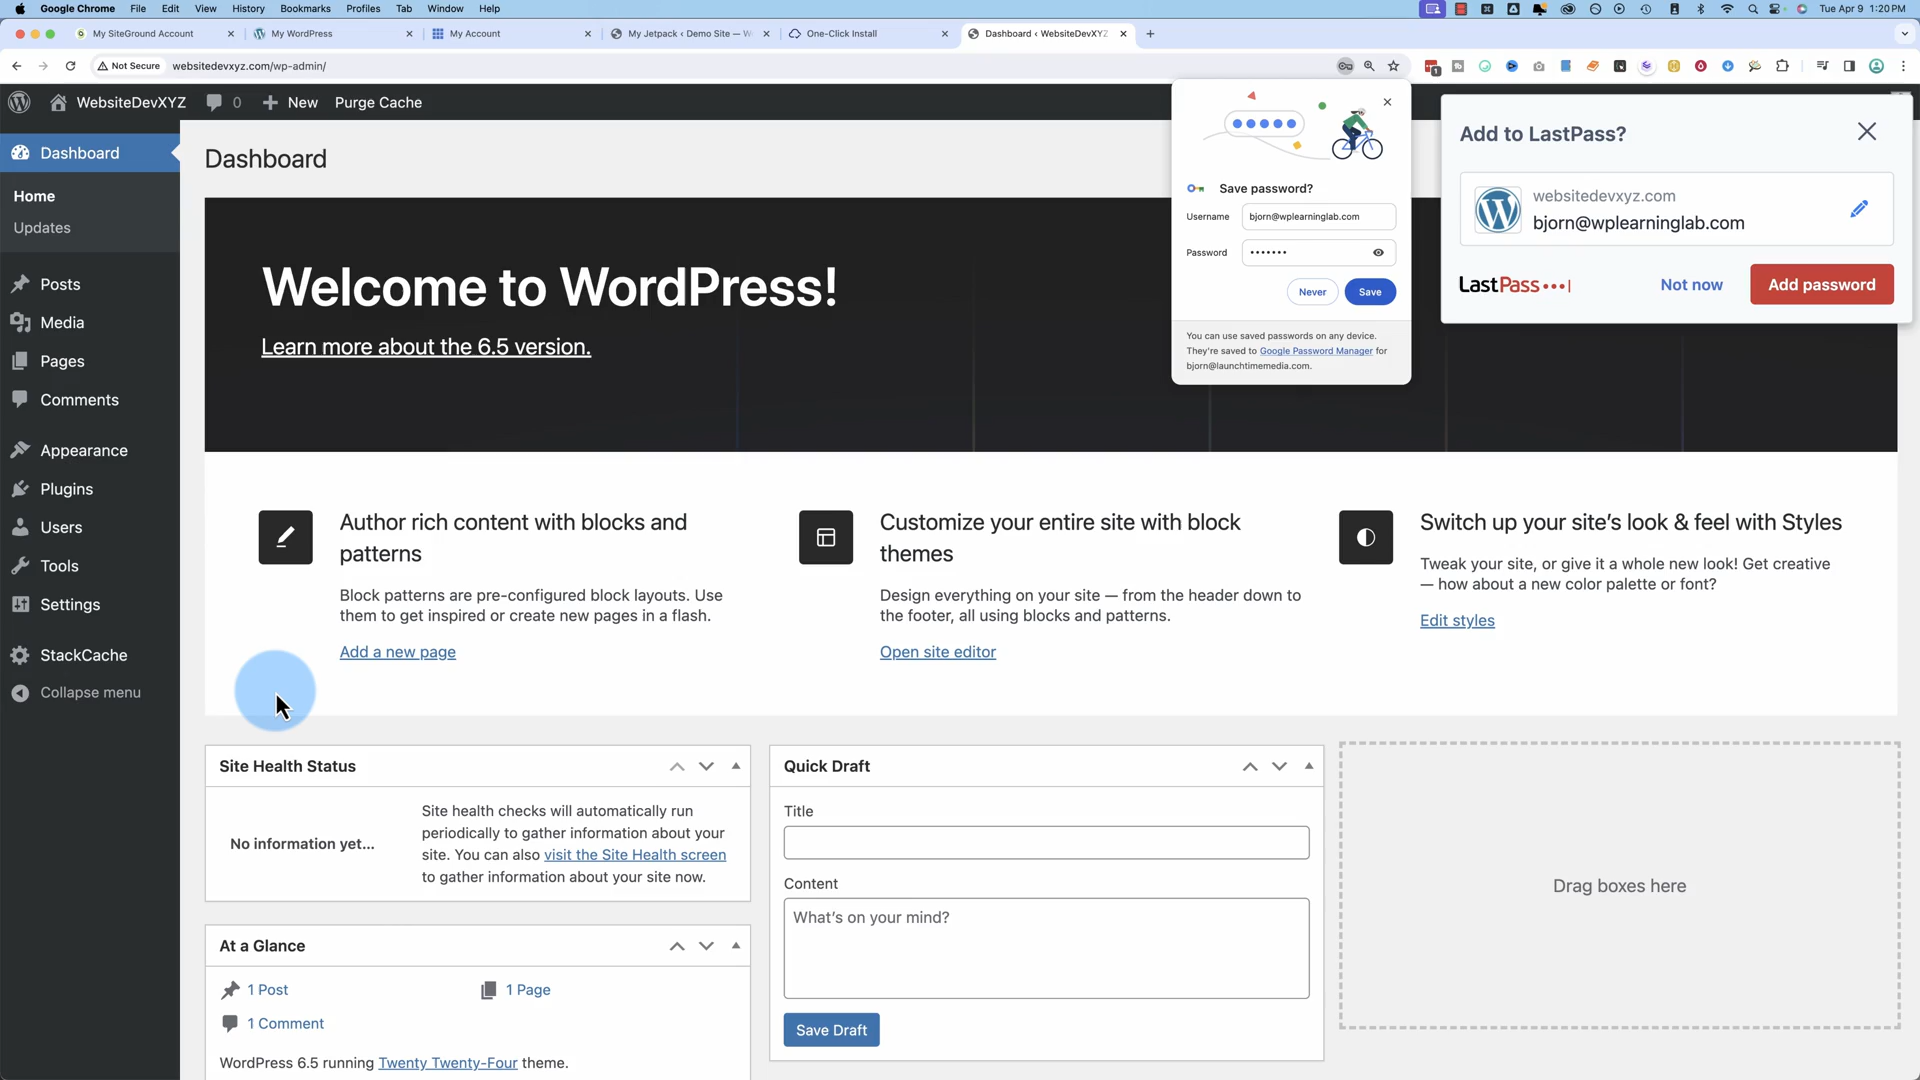 Google Chrome File Edit View History Bookmarks Profiles Tab Window Help
Tue Apr 9 1:20 PM
My SiteGround Account
My WordPress
My Account
My Jetpack ‹ Demo Site —
One-Click Install
Dashboard ‹ WebsiteDevXYZ
Not Secure websitedevxyz.com/wp-admin/
1
WebsiteDevXYZ 0 New Purge Cache
Dashboard
Home
Updates
Posts
Media
Pages
Comments
Appearance
Plugins
Users
Tools
Settings
StackCache
Collapse menu
Dashboard
Welcome to WordPress!
Learn more about the 6.5 version.
Save password?
Username bjorn@wplearninglab.com
Password •••••••
Never Save
You can use saved passwords on any device.
They're saved to Google Password Manager for
bjorn@launchtimemedia.com.
Add to LastPass?
websitedevxyz.com
bjorn@wplearninglab.com
LastPass•••| Not now Add password
Author rich content with blocks and
patterns
Block patterns are pre-configured block layouts. Use
them to get inspired or create new pages in a flash.
Add a new page
Customize your entire site with block
themes
Design everything on your site — from the header down to
the footer, all using blocks and patterns.
Open site editor
Switch up your site's look & feel with Styles
Tweak your site, or give it a whole new look! Get creative
— how about a new color palette or font?
Edit styles
Site Health Status
No information yet...
Site health checks will automatically run
periodically to gather information about your
site. You can also visit the Site Health screen
to gather information about your site now.
At a Glance
1 Post 1 Page
1 Comment
WordPress 6.5 running Twenty Twenty-Four theme.
Quick Draft
Title
Content
What's on your mind?
Save Draft
Drag boxes here